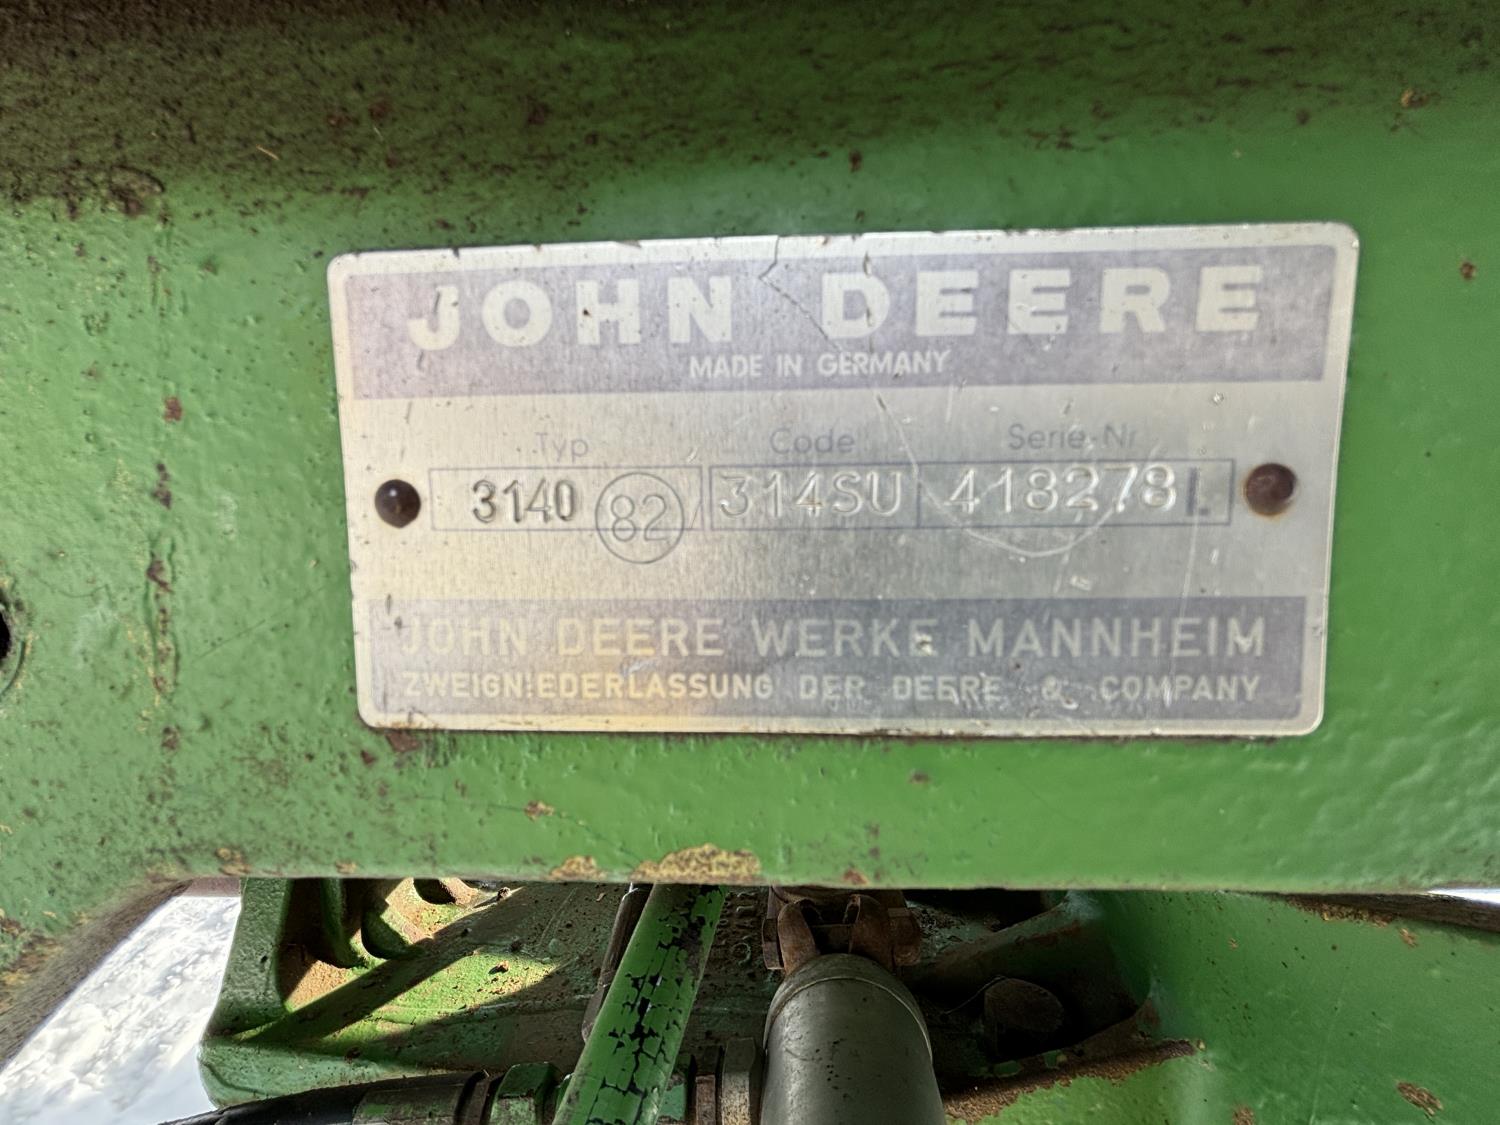 JOHN DEERE
MADE IN GERMANY
Typ Code Serie-Nr
3140 82 314SU 418278 L
JOHN DEERE WERKE MANNHEIM
ZWEIGNIEDERLASSUNG DER DEERE & COMPANY